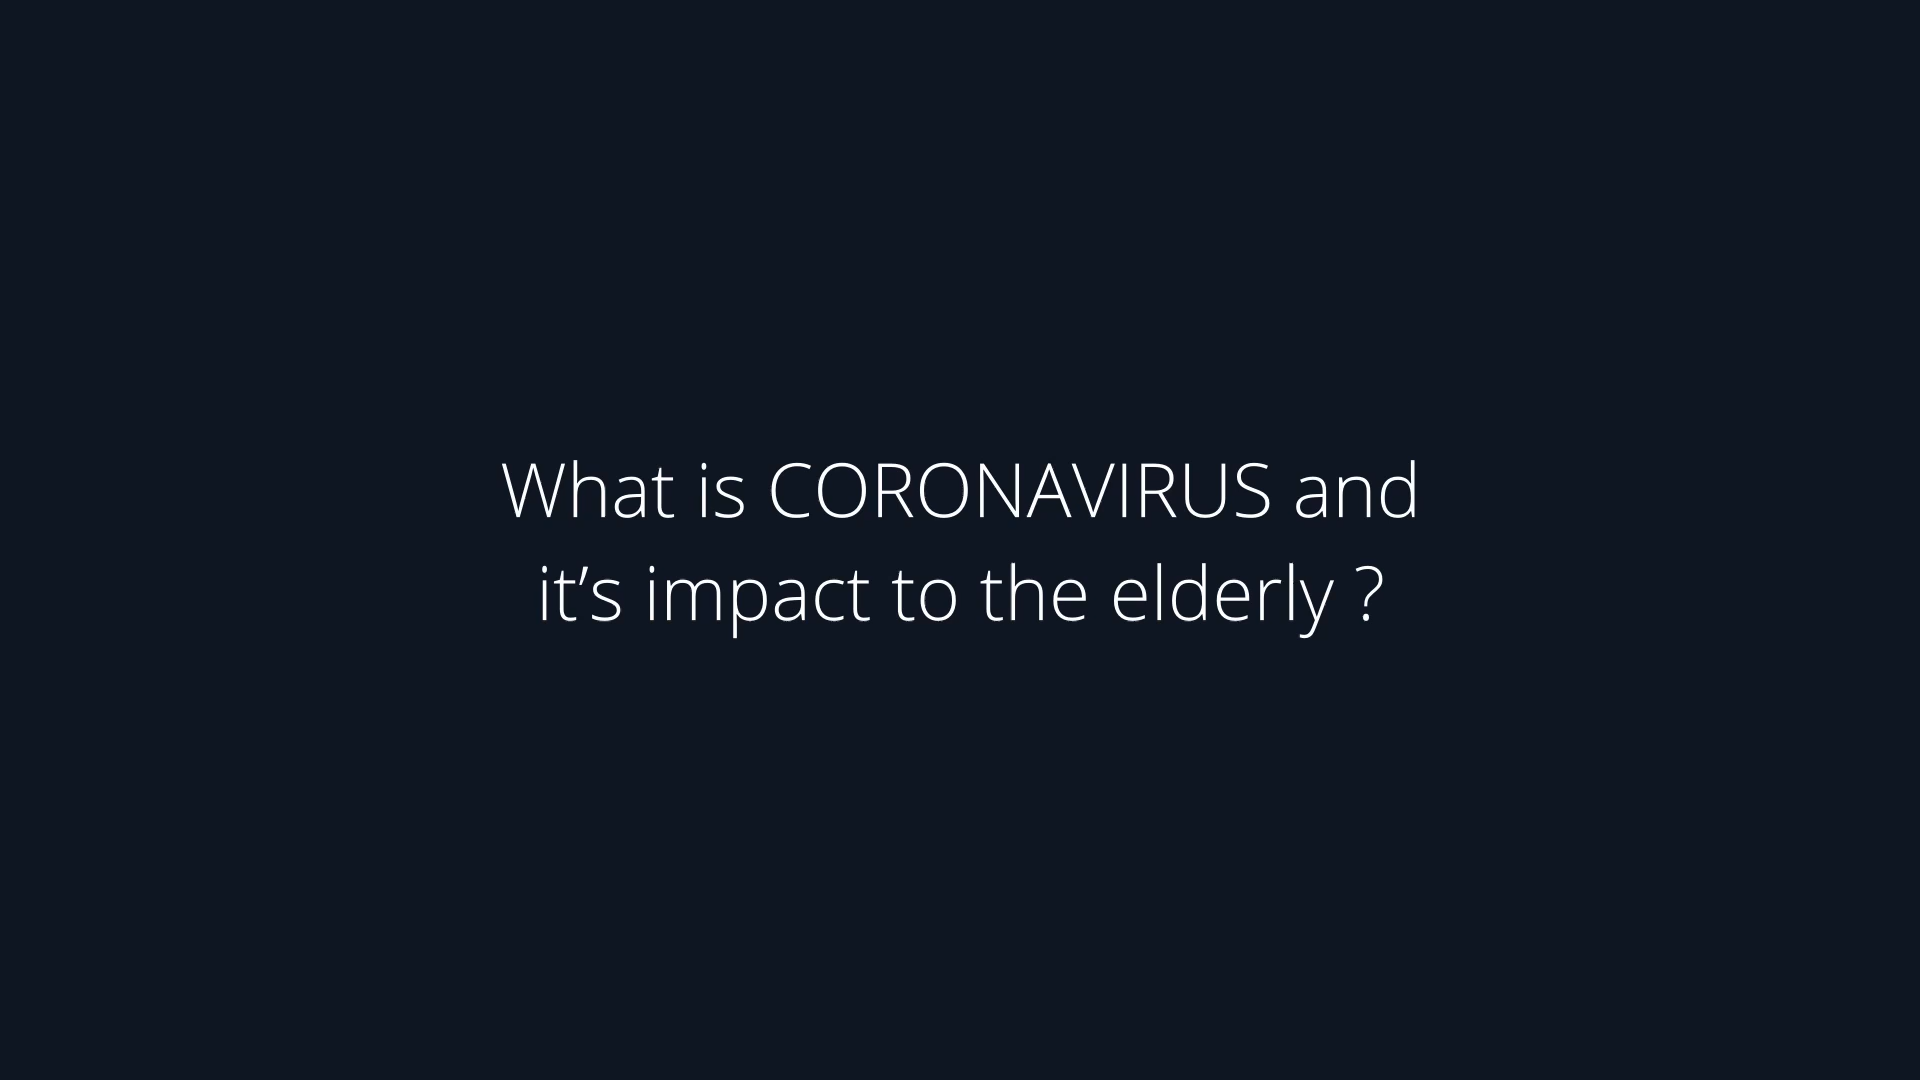 What is CORONAVIRUS and
it’s impact to the elderly ?